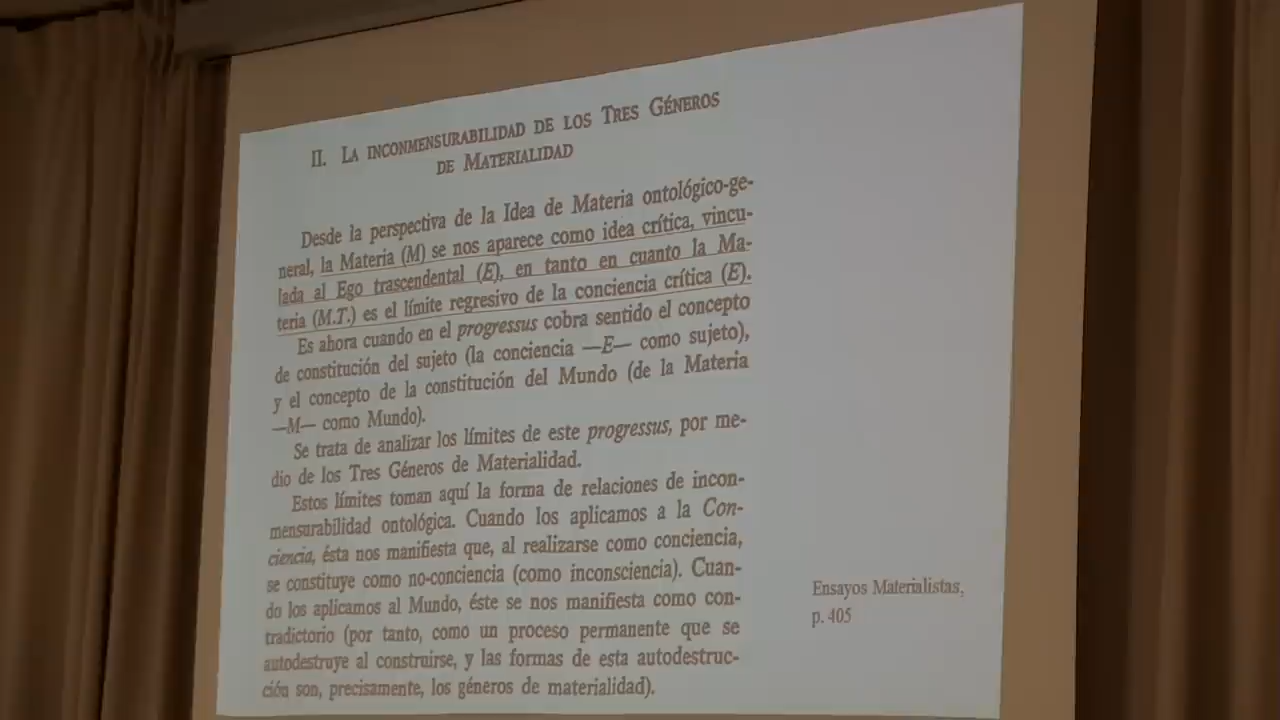 II. LA INCONMENSURABILIDAD DE LOS TRES GÉNEROS
DE MATERIALIDAD
Desde la perspectiva de la Idea de Materia ontológico-ge-
neral, la Materia (M) se nos aparece como idea crítica, vincu-
lada al Ego trascendental (E), en tanto en cuanto la Ma-
teria (M.T.) es el límite regresivo de la conciencia crítica (E).
Es ahora cuando en el progressus cobra sentido el concepto
de constitución del sujeto (la conciencia —E— como sujeto),
y el concepto de la constitución del Mundo (de la Materia
—M— como Mundo).
Se trata de analizar los límites de este progressus, por me-
dio de los Tres Géneros de Materialidad.
Estos límites toman aquí la forma de relaciones de incon-
mensurabilidad ontológica. Cuando los aplicamos a la Con-
ciencia, ésta nos manifiesta que, al realizarse como conciencia,
se constituye como no-conciencia (como inconsciencia). Cuan-
do los aplicamos al Mundo, éste se nos manifiesta como con-
tradictorio (por tanto, como un proceso permanente que se
autodestruye al construirse, y las formas de esta autodestruc-
ción son, precisamente, los géneros de materialidad).
Ensayos Materialistas,
p. 405